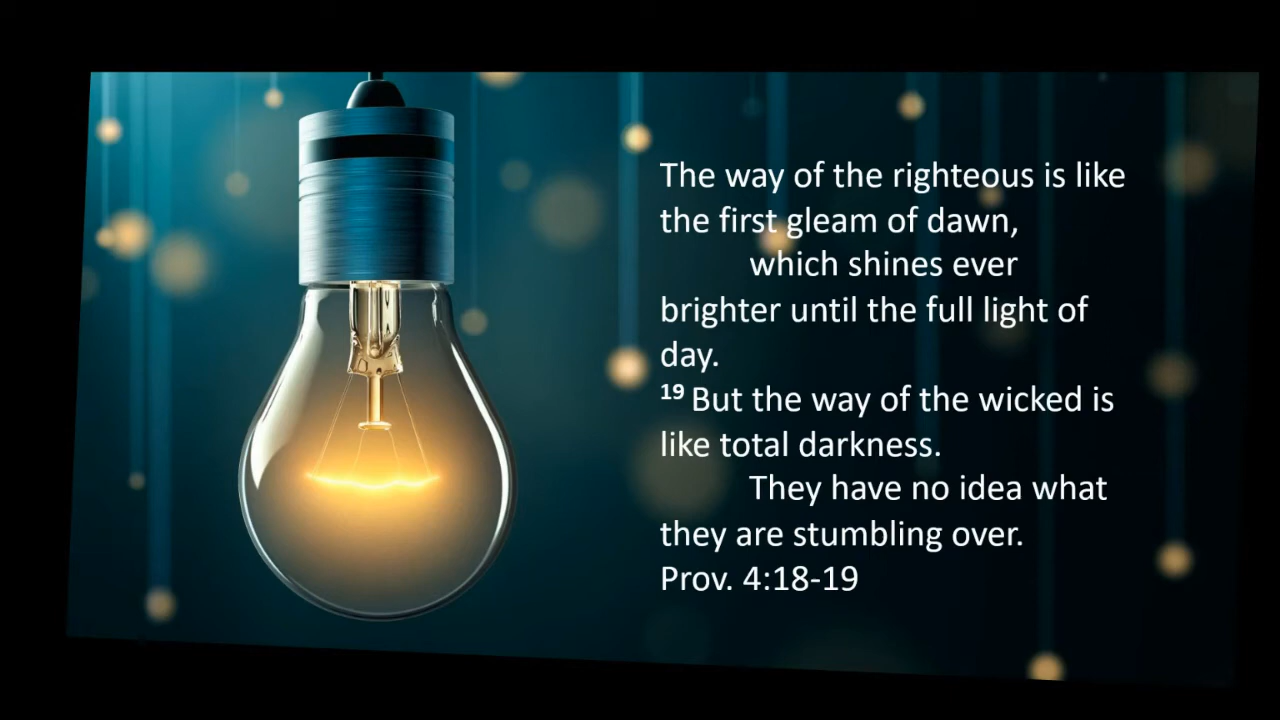 The way of the righteous is like
the first gleam of dawn,
which shines ever
brighter until the full light of
day.
19 But the way of the wicked is
like total darkness.
They have no idea what
they are stumbling over.
Prov. 4:18-19